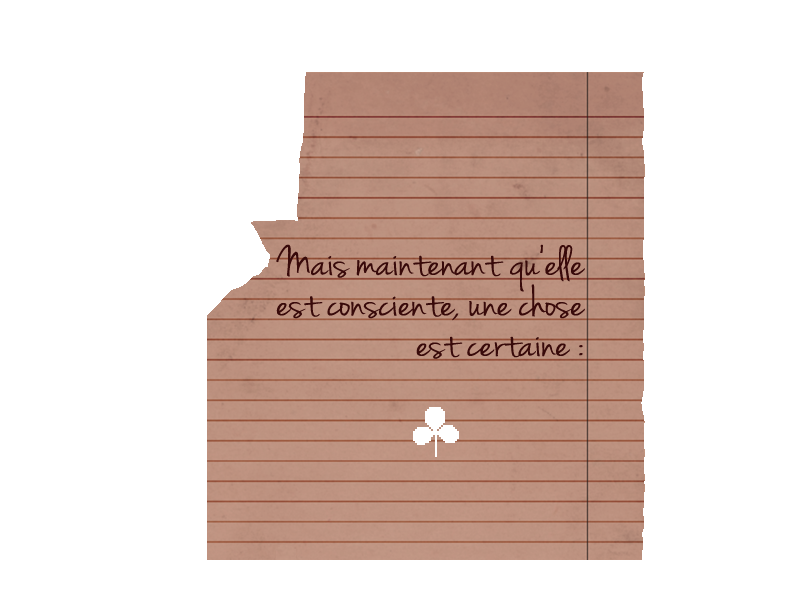 Mais maintenant qu'elle
est consciente, une chose
est certaine :